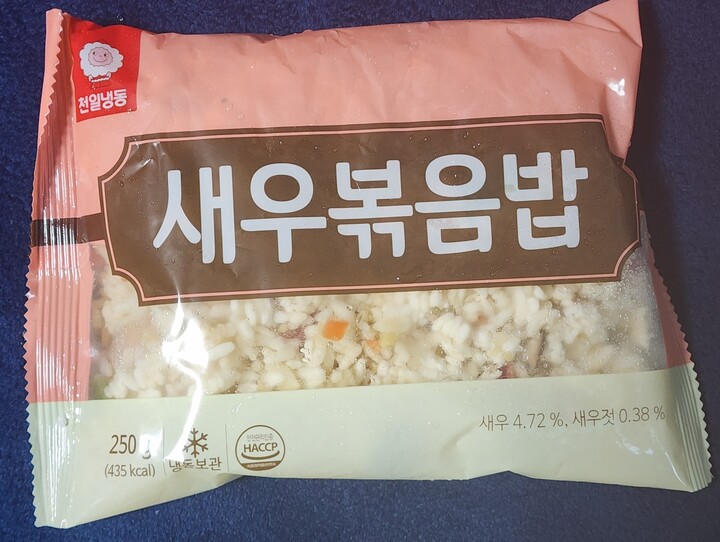 천일냉동
새우볶음밥
새우 4.72 %, 새우젓 0.38 %
250 g
(435 kcal)
냉동보관
HACCP